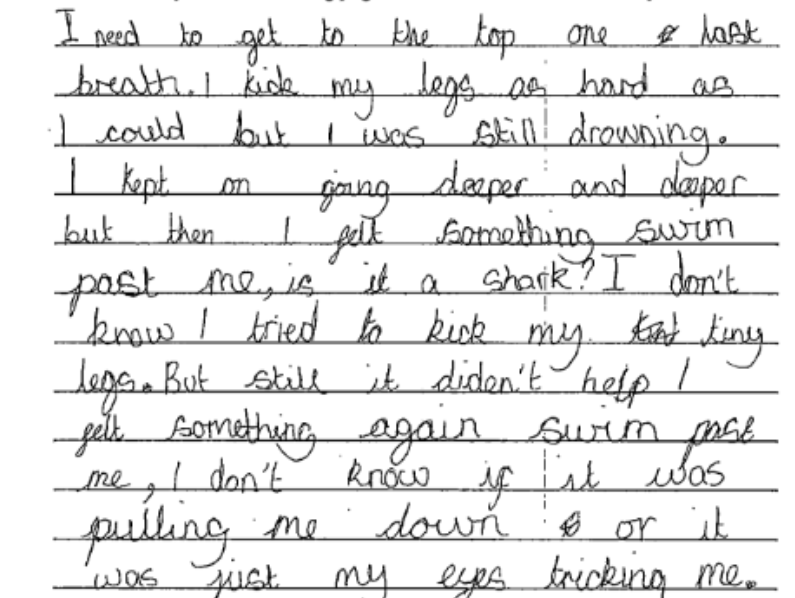 I need to get to the top one last
breath. I kick my legs as hard as
I could but I was still drowning.
I kept on going deeper and deeper
but then I felt something swim
past me, is it a shark? I don't
know I tried to kick my tiny
legs. But still it diden't help I
felt something again swim past
me, I don't know if it was
pulling me down or it
was just my eyes tricking me.